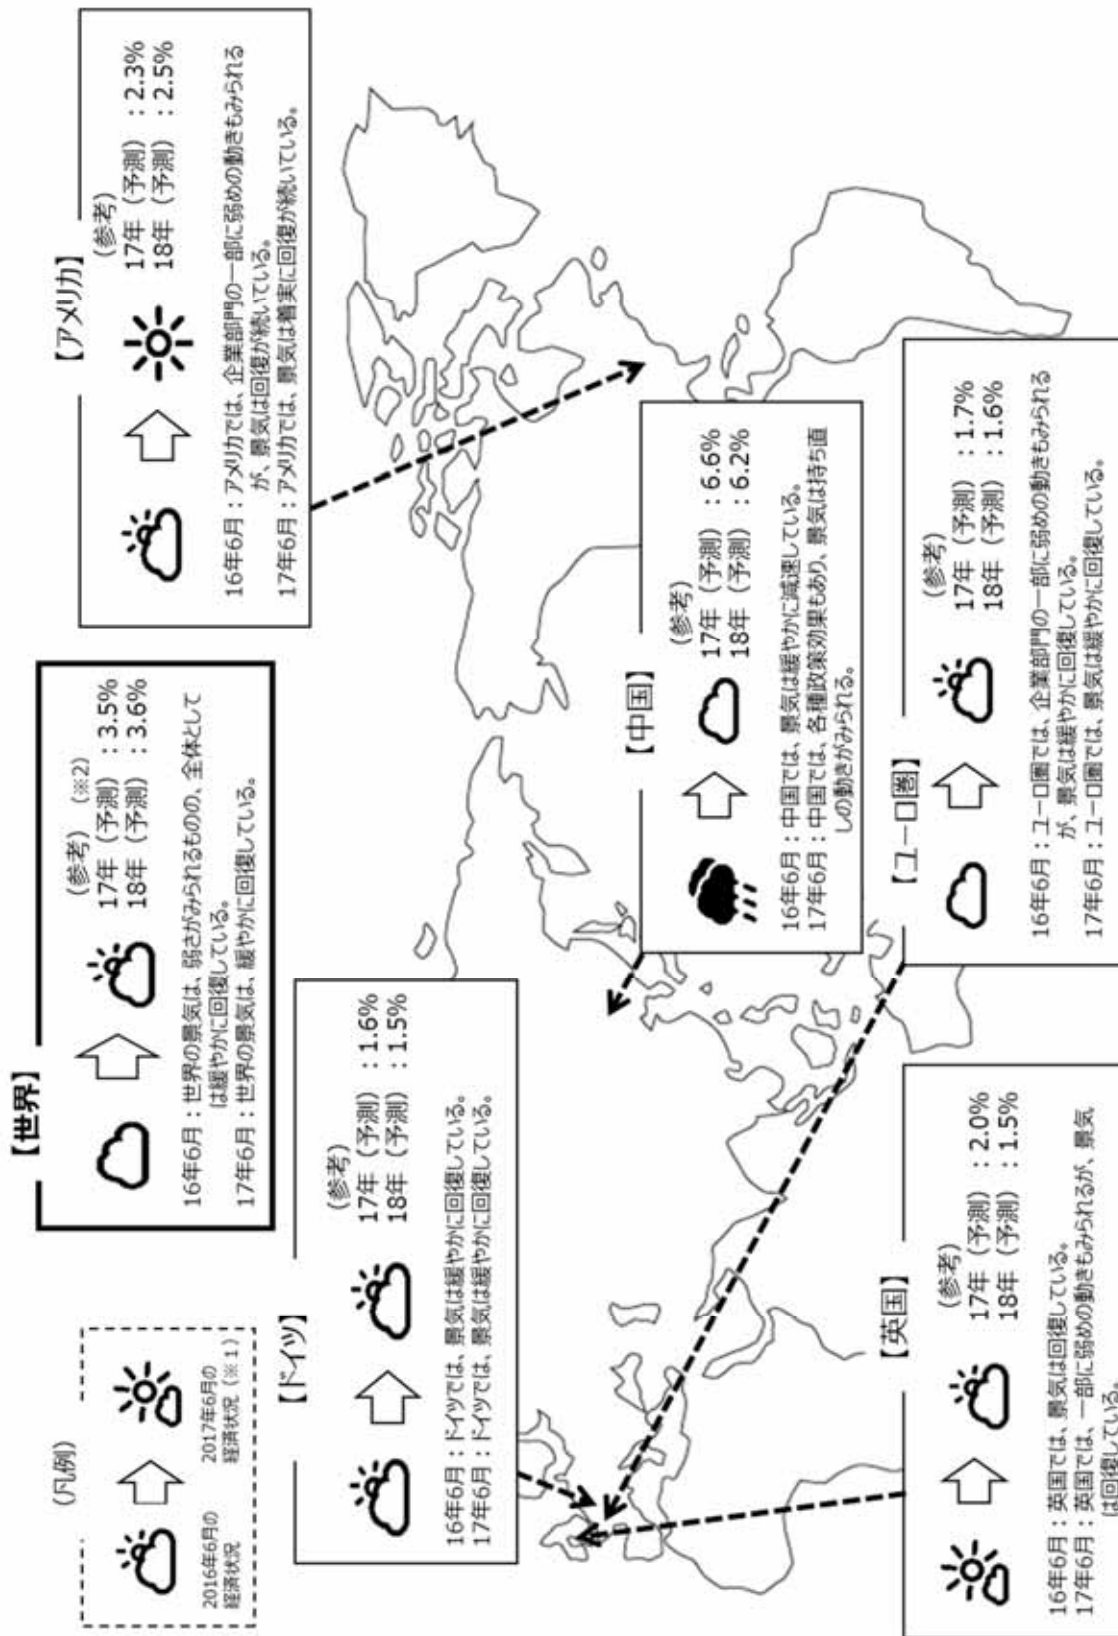 (凡例)
2016年6月の
経済状況
2017年6月の
経済状況(※1)
【世界】
(参考) (※2)
17年(予測):3.5%
18年(予測):3.6%
16年6月:世界の景気は、弱さがみられるものの、全体として
は緩やかに回復している。
17年6月:世界の景気は、緩やかに回復している。
【アメリカ】
(参考)
17年(予測):2.3%
18年(予測):2.5%
16年6月:アメリカでは、企業部門の一部に弱めの動きもみられる
が、景気は回復が続いている。
17年6月:アメリカでは、景気は着実に回復が続いている。
【ドイツ】
(参考)
17年(予測):1.6%
18年(予測):1.5%
16年6月:ドイツでは、景気は緩やかに回復している。
17年6月:ドイツでは、景気は緩やかに回復している。
【中国】
(参考)
17年(予測):6.6%
18年(予測):6.2%
16年6月:中国では、景気は緩やかに減速している。
17年6月:中国では、各種政策効果もあり、景気は持ち直
しの動きがみられる。
【英国】
(参考)
17年(予測):2.0%
18年(予測):1.5%
16年6月:英国では、景気は回復している。
17年6月:英国では、一部に弱めの動きもみられるが、景気
は回復している。
【ユーロ圏】
(参考)
17年(予測):1.7%
18年(予測):1.6%
16年6月:ユーロ圏では、企業部門の一部に弱めの動きもみられる
が、景気は緩やかに回復している。
17年6月:ユーロ圏では、景気は緩やかに回復している。